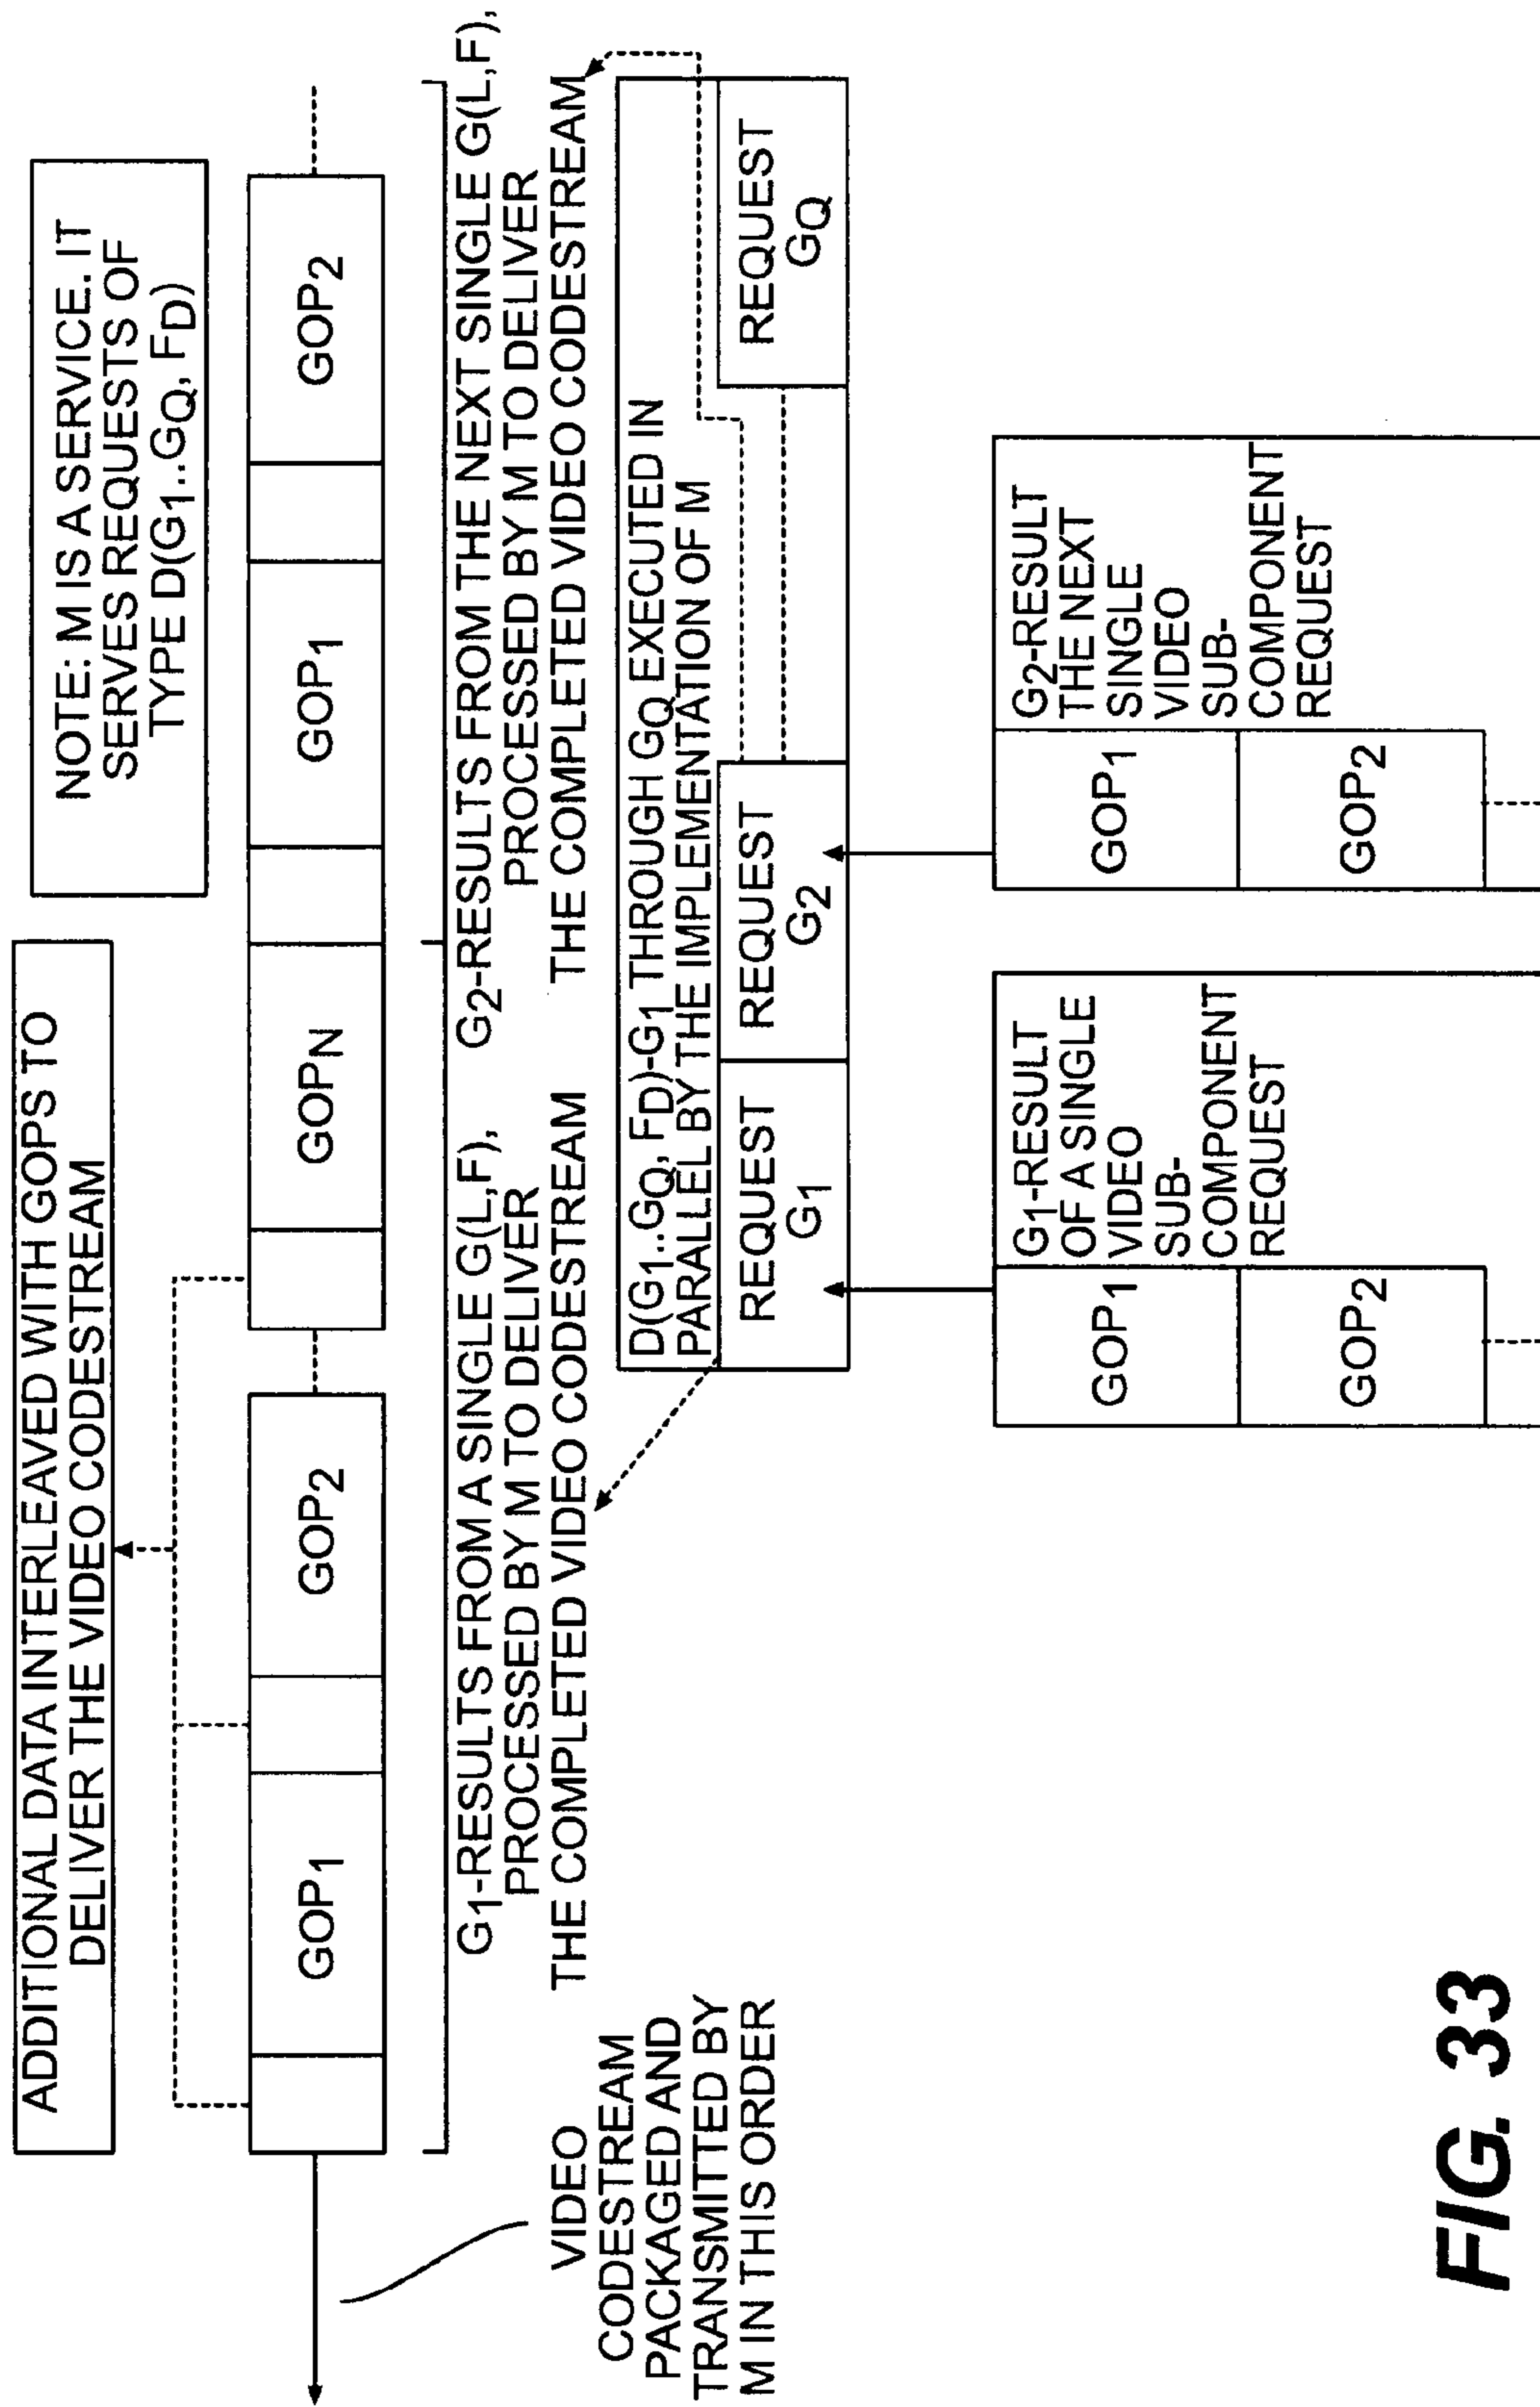 ADDITIONAL DATA INTERLEAVED WITH GOPS TO
DELIVER THE VIDEO CODESTREAM
NOTE: M IS A SERVICE. IT
SERVES REQUESTS OF
TYPE D(G1..GQ, FD)
GOP1
GOP2
GOPN
GOP1
GOP2
G1-RESULTS FROM A SINGLE G(L,F),
PROCESSED BY M TO DELIVER
THE COMPLETED VIDEO CODESTREAM
G2-RESULTS FROM THE NEXT SINGLE G(L,F),
PROCESSED BY M TO DELIVER
THE COMPLETED VIDEO CODESTREAM
VIDEO
CODESTREAM
PACKAGED AND
TRANSMITTED BY
M IN THIS ORDER
D(G1..GQ, FD)-G1 THROUGH GQ EXECUTED IN
PARALLEL BY THE IMPLEMENTATION OF M
REQUEST
G1
REQUEST
G2
REQUEST
GQ
GOP1
GOP2
G1-RESULT
OF A SINGLE
VIDEO
SUB-
COMPONENT
REQUEST
GOP1
GOP2
G2-RESULT
THE NEXT
SINGLE
VIDEO
SUB-
COMPONENT
REQUEST
FIG. 33